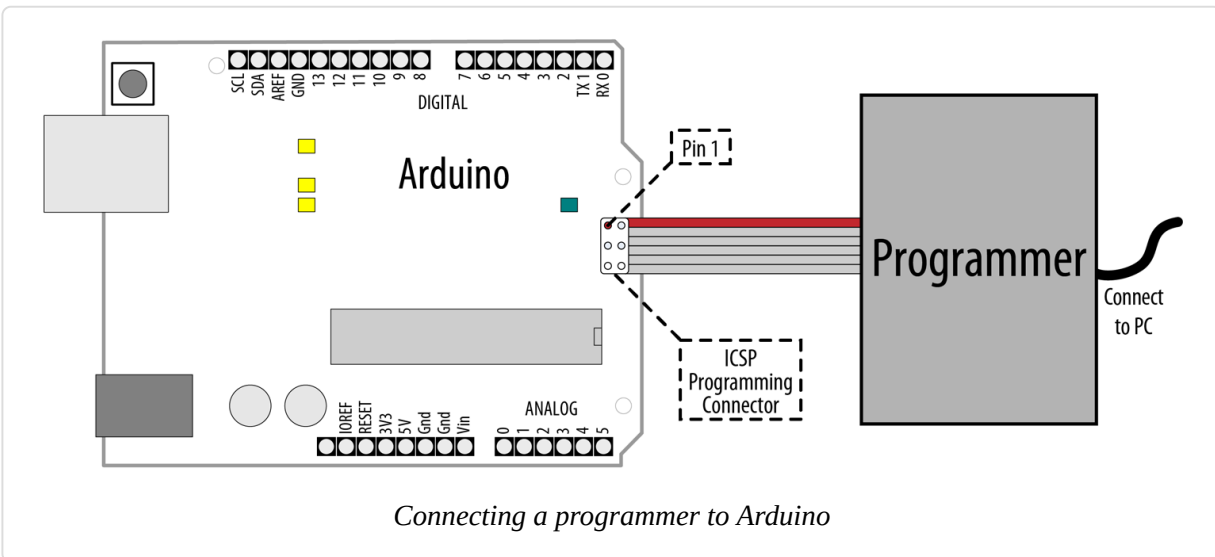 SCL
SDA
AREF
GND
13
12
11
10
9
8
7
6
5
4
3
2
TX 1
RX 0
DIGITAL
Pin 1
Arduino
Programmer
Connect
to PC
ICSP
Programming
Connector
IOREF
RESET
3V3
5V
Gnd
Gnd
Vin
ANALOG
0
1
2
3
4
5
Connecting a programmer to Arduino